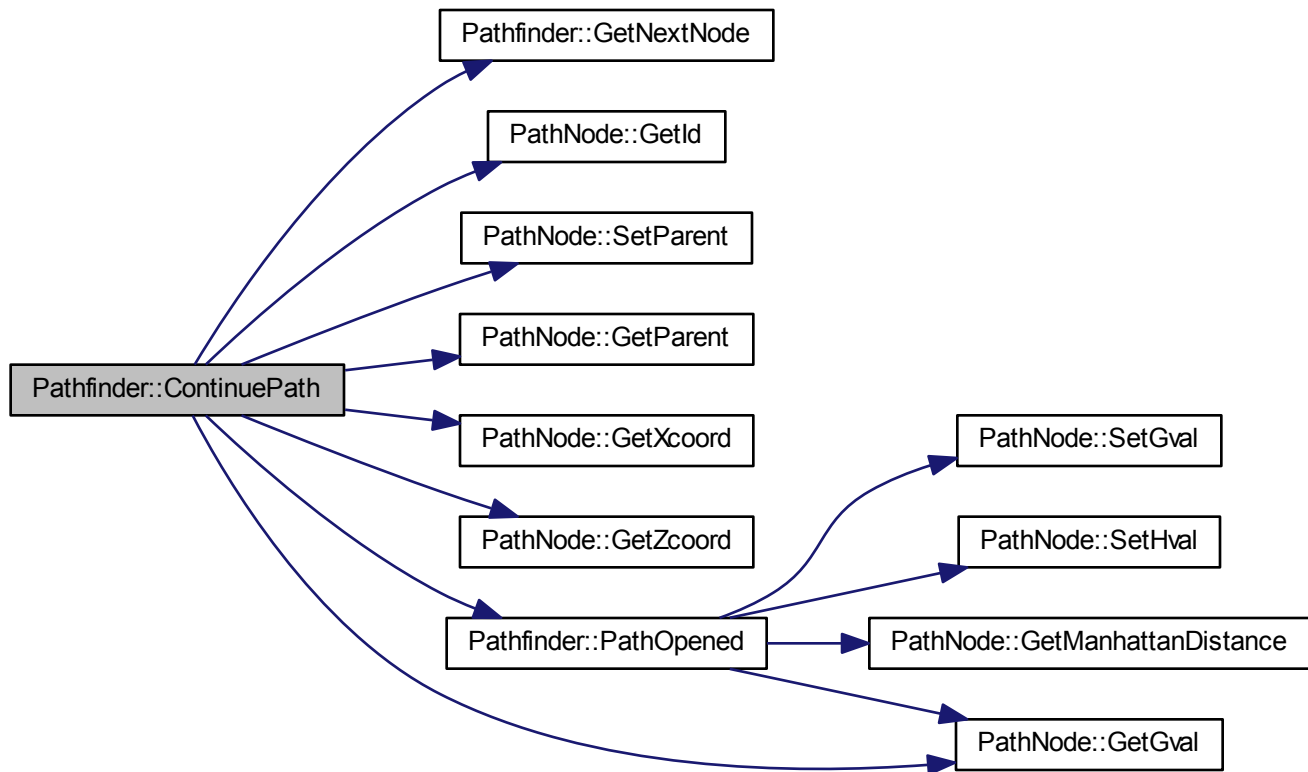 Pathfinder::GetNextNode
PathNode::GetId
PathNode::SetParent
PathNode::GetParent
Pathfinder::ContinuePath
PathNode::GetXcoord
PathNode::SetGval
PathNode::GetZcoord
PathNode::SetHval
Pathfinder::PathOpened
PathNode::GetManhattanDistance
PathNode::GetGval